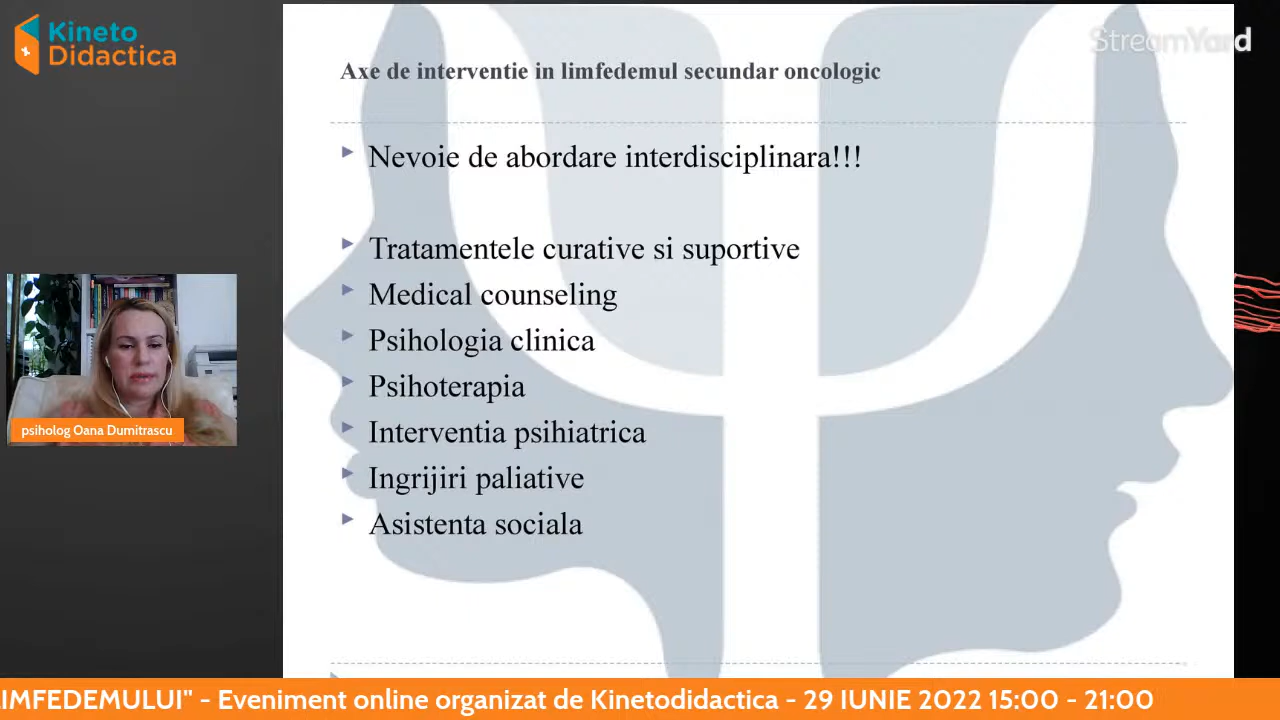 Kineto
Didactica
StreamYard
Axe de interventie in limfedemul secundar oncologic
Nevoie de abordare interdisciplinara!!!
Tratamentele curative si suportive
Medical counseling
Psihologia clinica
Psihoterapia
Interventia psihiatrica
Ingrijiri paliative
Asistenta sociala
psiholog Oana Dumitrascu
IMFEDEMULUI" - Eveniment online organizat de Kinetodidactica - 29 IUNIE 2022 15:00 - 21:00